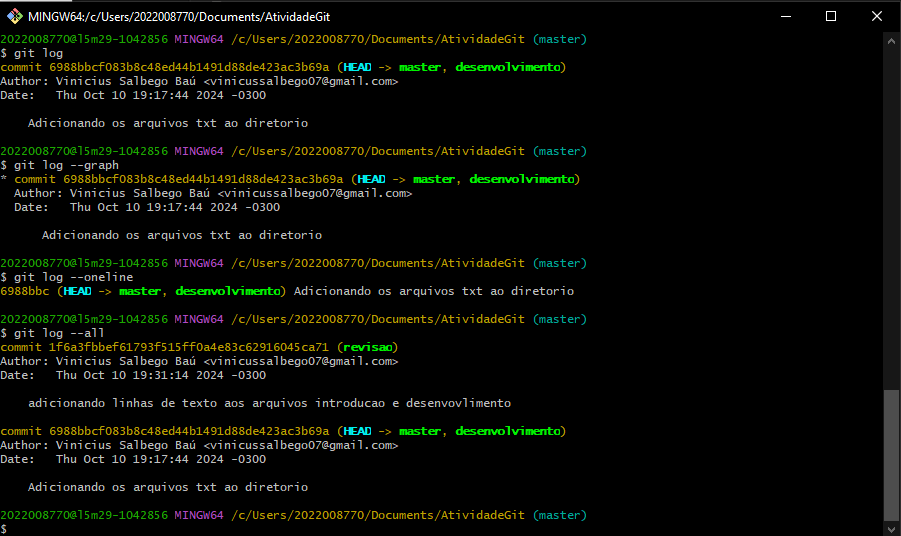 MINGW64:/c/Users/2022008770/Documents/AtividadeGit
2022008770@l5m29-1042856 MINGW64 /c/Users/2022008770/Documents/AtividadeGit (master)
$ git log
commit 6988bbcf083b8c48ed44b1491d88de423ac3b69a (HEAD -> master, desenvolvimento)
Author: Vinicius Salbego Baú <vinicussalbego07@gmail.com>
Date:   Thu Oct 10 19:17:44 2024 -0300
    Adicionando os arquivos txt ao diretorio
2022008770@l5m29-1042856 MINGW64 /c/Users/2022008770/Documents/AtividadeGit (master)
$ git log --graph
* commit 6988bbcf083b8c48ed44b1491d88de423ac3b69a (HEAD -> master, desenvolvimento)
  Author: Vinicius Salbego Baú <vinicussalbego07@gmail.com>
  Date:   Thu Oct 10 19:17:44 2024 -0300
      Adicionando os arquivos txt ao diretorio
2022008770@l5m29-1042856 MINGW64 /c/Users/2022008770/Documents/AtividadeGit (master)
$ git log --oneline
6988bbc (HEAD -> master, desenvolvimento) Adicionando os arquivos txt ao diretorio
2022008770@l5m29-1042856 MINGW64 /c/Users/2022008770/Documents/AtividadeGit (master)
$ git log --all
commit 1f6a3fbbef61793f515ff0a4e83c62916045ca71 (revisao)
Author: Vinicius Salbego Baú <vinicussalbego07@gmail.com>
Date:   Thu Oct 10 19:31:14 2024 -0300
    adicionando linhas de texto aos arquivos introducao e desenvovlimento
commit 6988bbcf083b8c48ed44b1491d88de423ac3b69a (HEAD -> master, desenvolvimento)
Author: Vinicius Salbego Baú <vinicussalbego07@gmail.com>
Date:   Thu Oct 10 19:17:44 2024 -0300
    Adicionando os arquivos txt ao diretorio
2022008770@l5m29-1042856 MINGW64 /c/Users/2022008770/Documents/AtividadeGit (master)
$